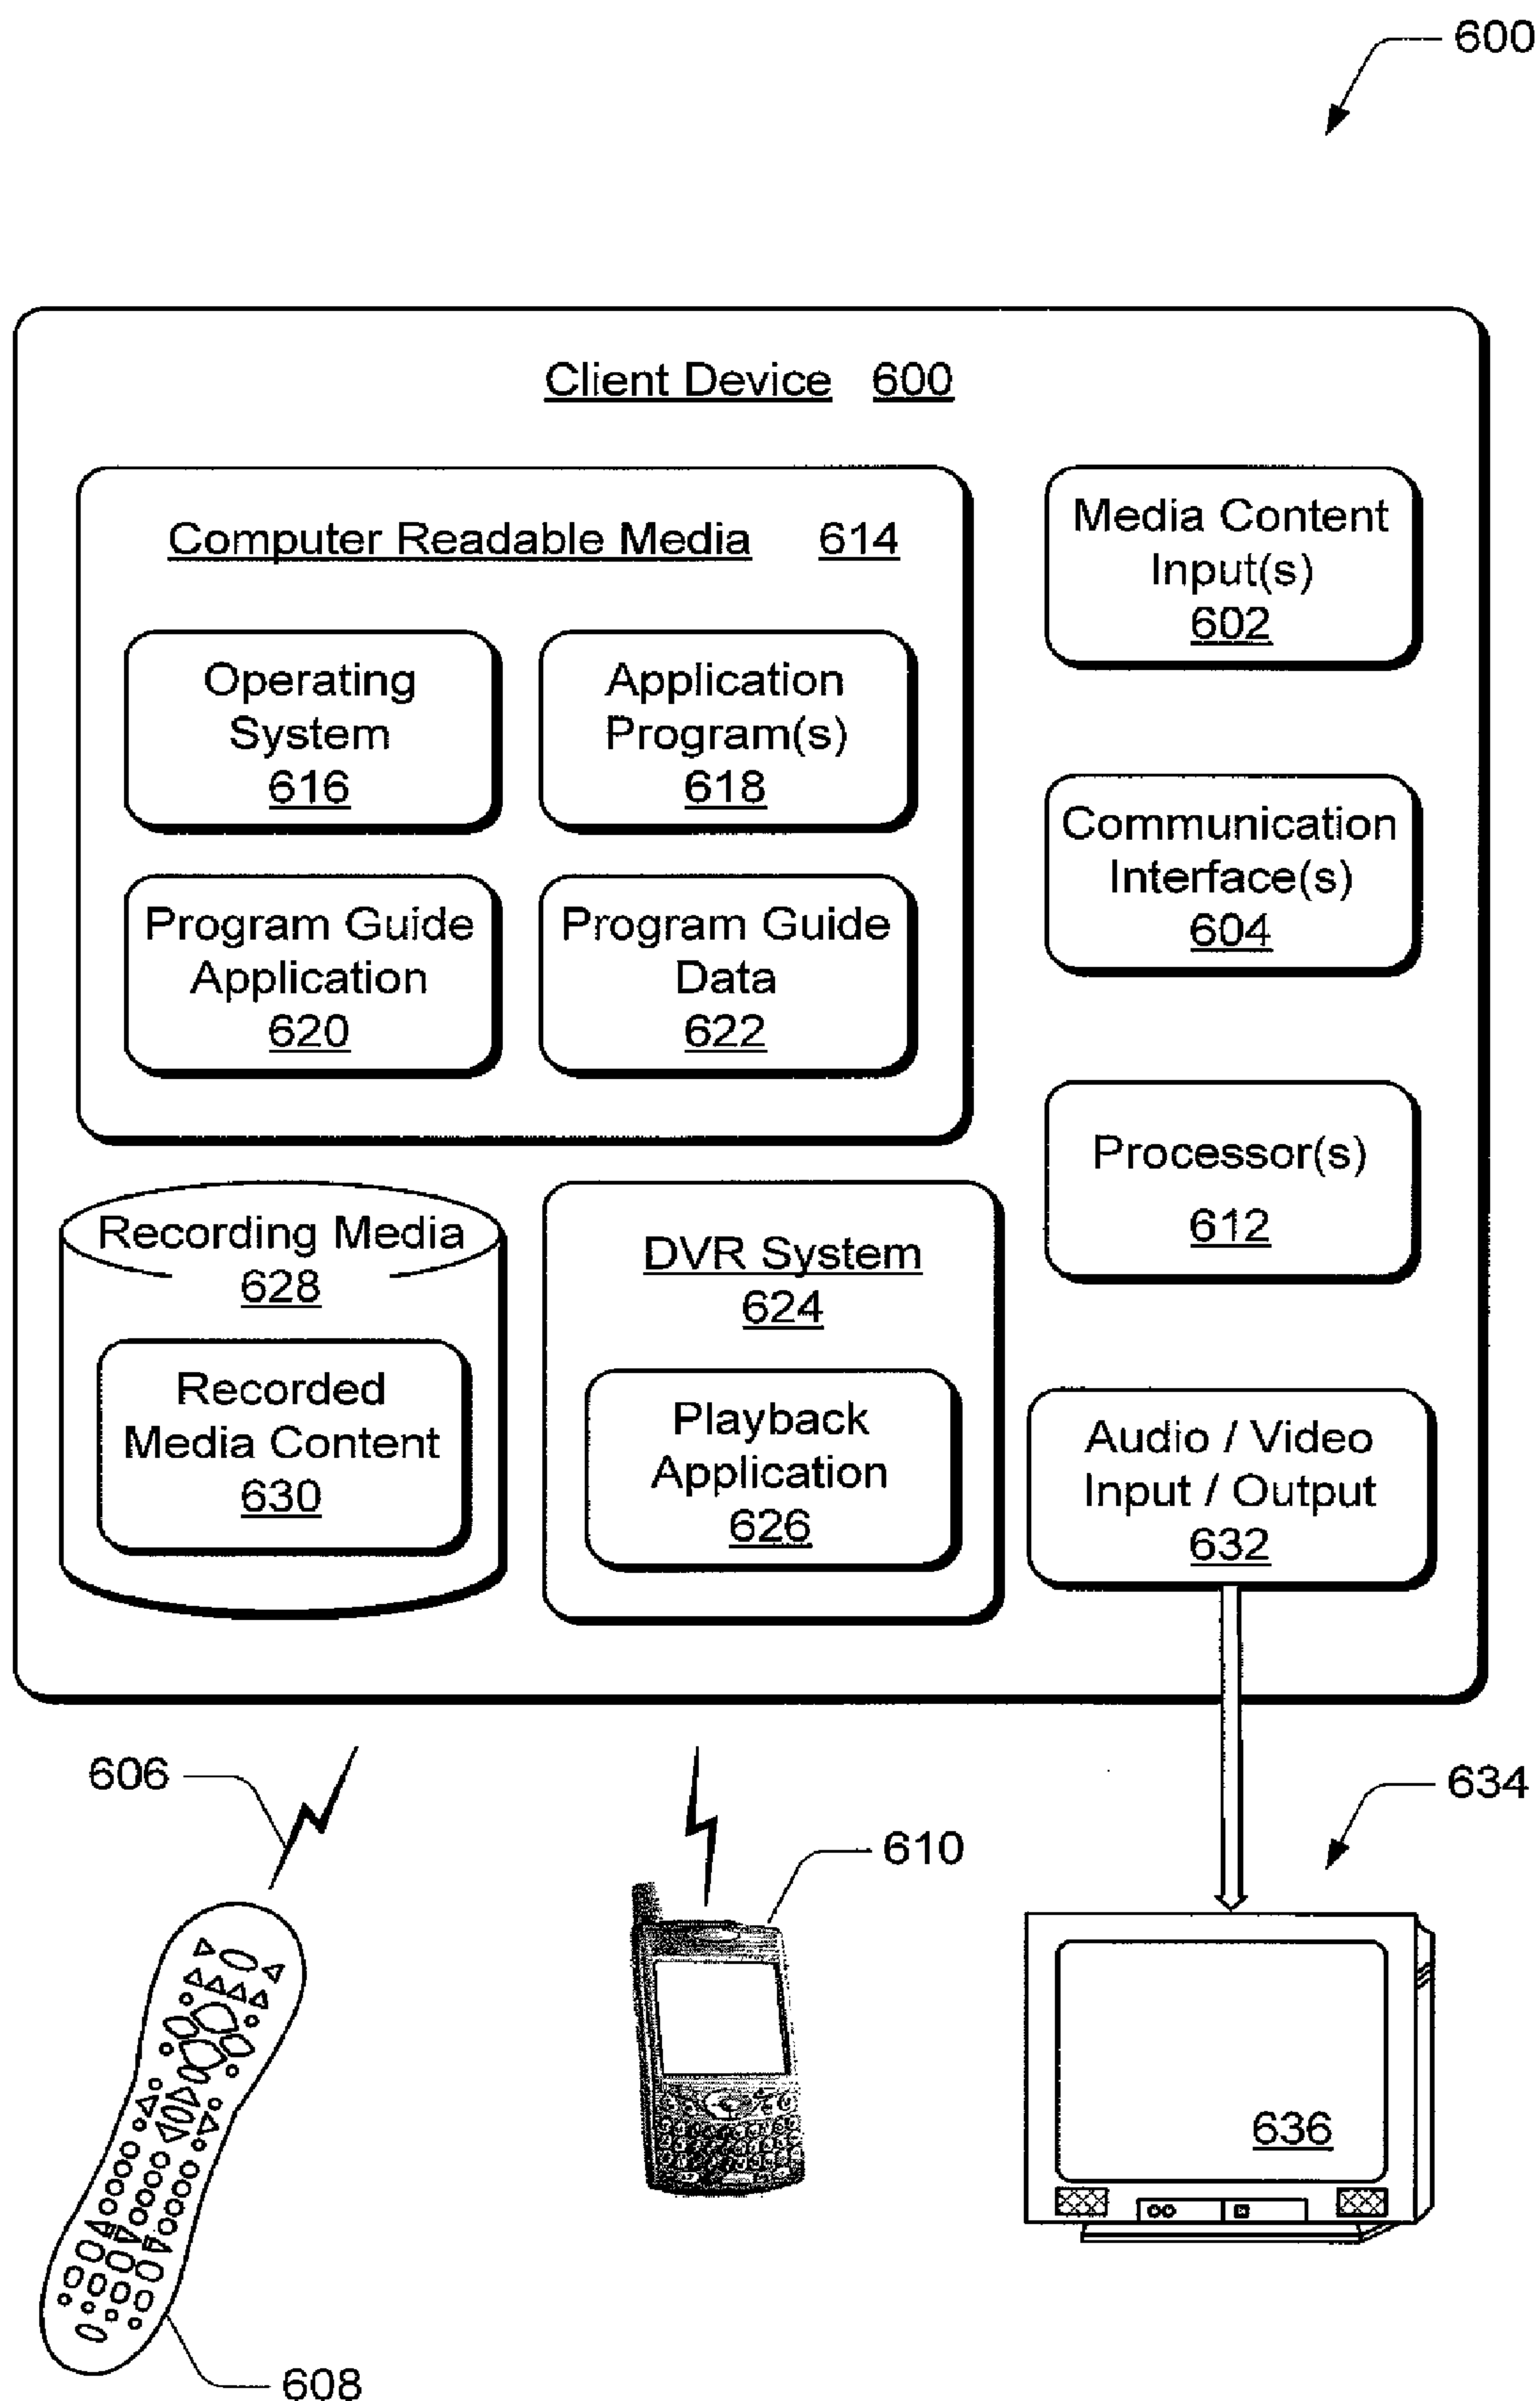 600
Client Device 600
Computer Readable Media 614
Operating
System
616
Application
Program(s)
618
Program Guide
Application
620
Program Guide
Data
622
Media Content
Input(s)
602
Communication
Interface(s)
604
Processor(s)
612
Recording Media
628
Recorded
Media Content
630
DVR System
624
Playback
Application
626
Audio / Video
Input / Output
632
606
610
634
636
608